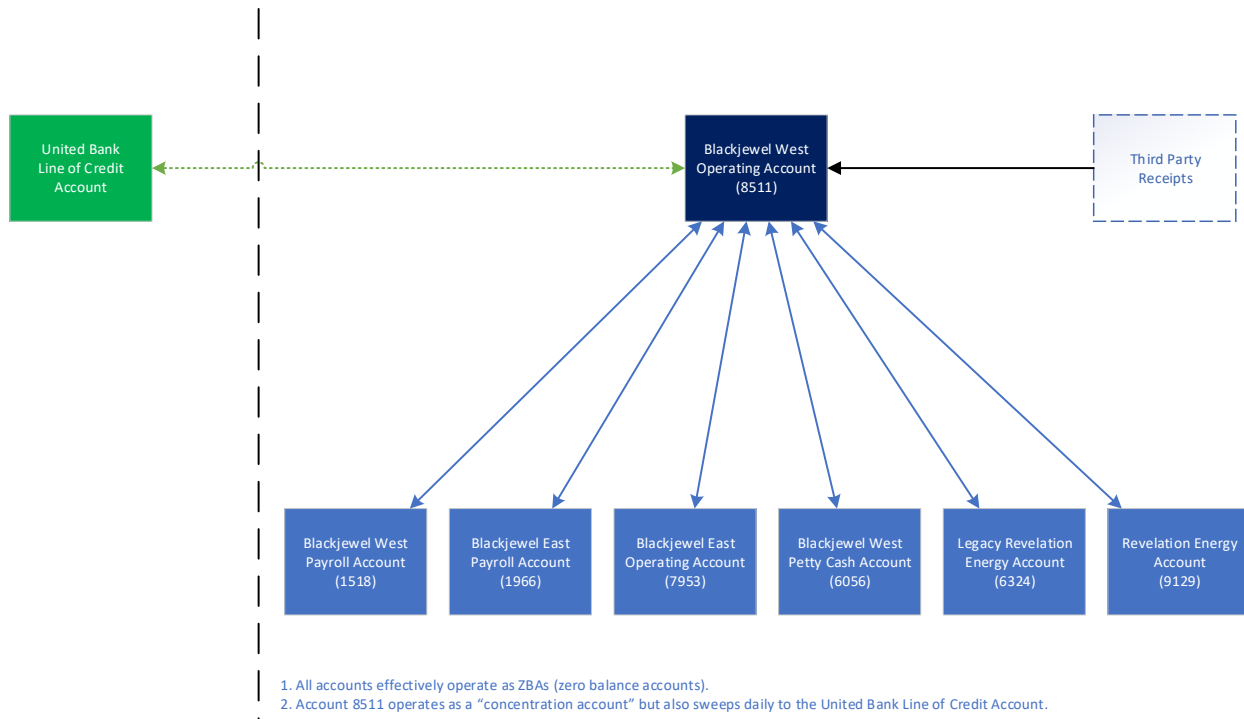 United Bank
Line of Credit
Account
Blackjewel West
Operating Account
(8511)
Third Party
Receipts
Blackjewel West
Payroll Account
(1518)
Blackjewel East
Payroll Account
(1966)
Blackjewel East
Operating Account
(7953)
Blackjewel West
Petty Cash Account
(6056)
Legacy Revelation
Energy Account
(6324)
Revelation Energy
Account
(9129)
1. All accounts effectively operate as ZBAs (zero balance accounts).
2. Account 8511 operates as a “concentration account” but also sweeps daily to the United Bank Line of Credit Account.